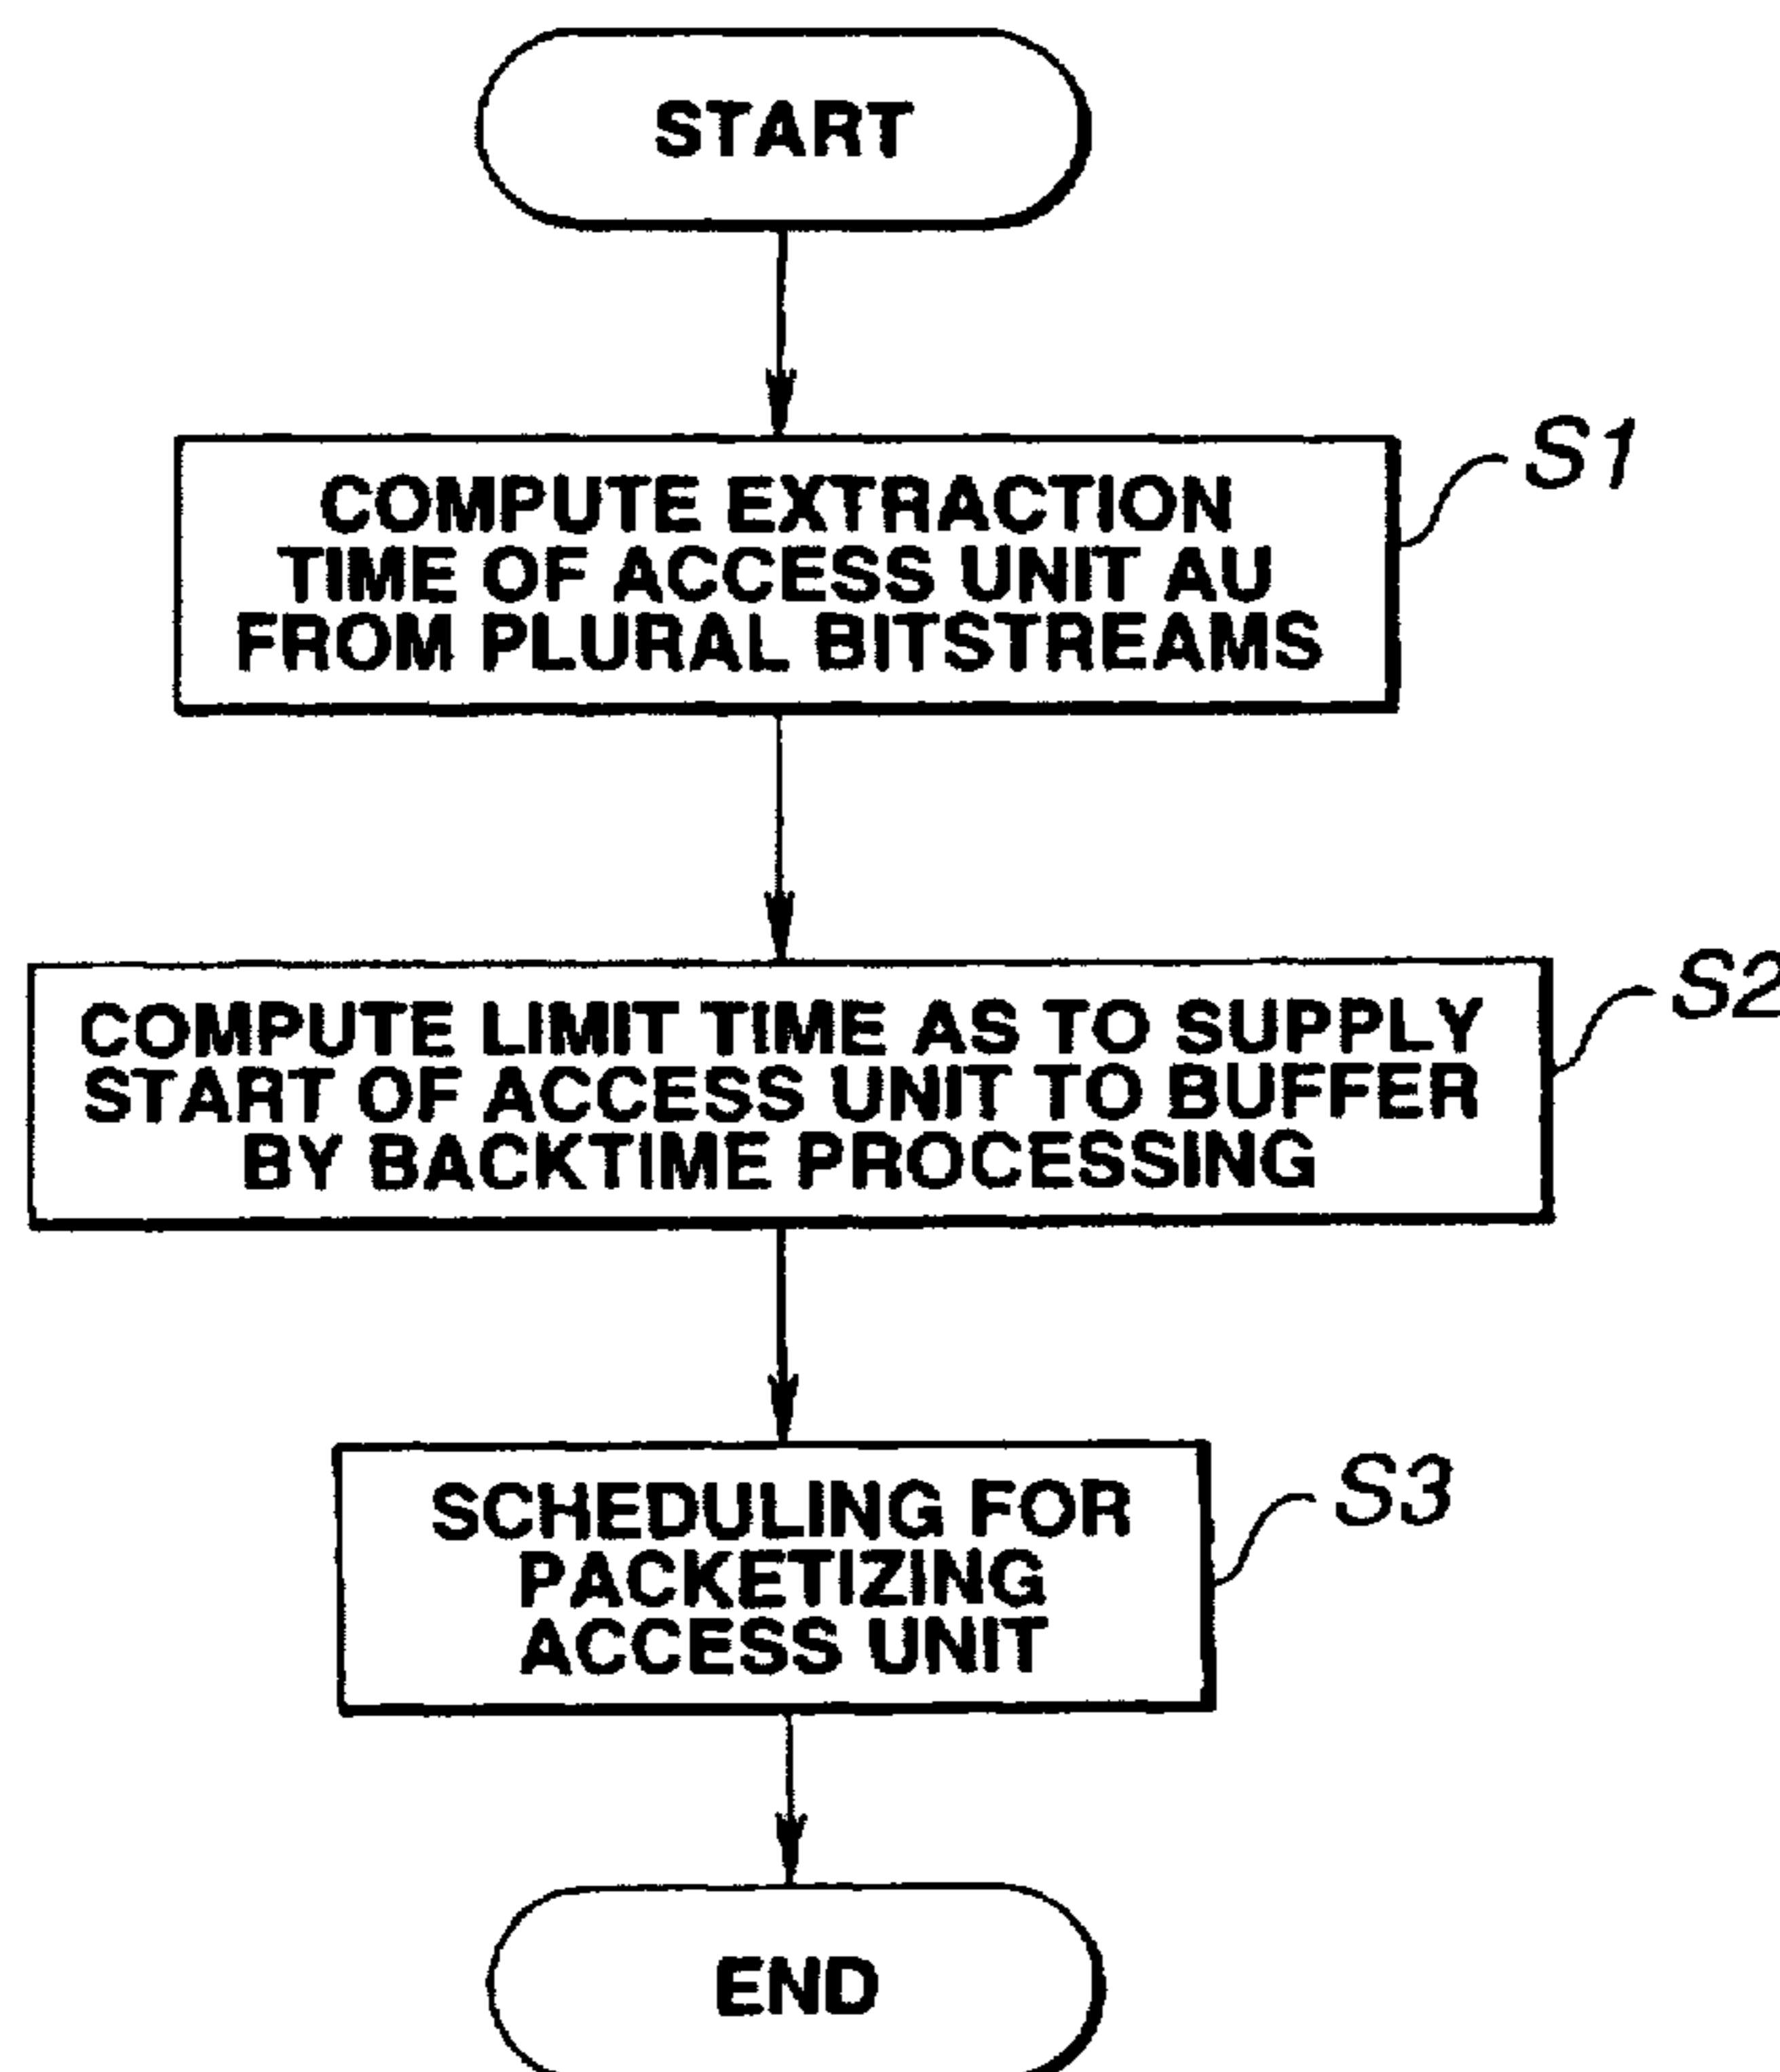 START
S1
COMPUTE EXTRACTION
TIME OF ACCESS UNIT AU
FROM PLURAL BITSTREAMS
S2
COMPUTE LIMIT TIME AS TO SUPPLY
START OF ACCESS UNIT TO BUFFER
BY BACKTIME PROCESSING
S3
SCHEDULING FOR
PACKETIZING
ACCESS UNIT
END